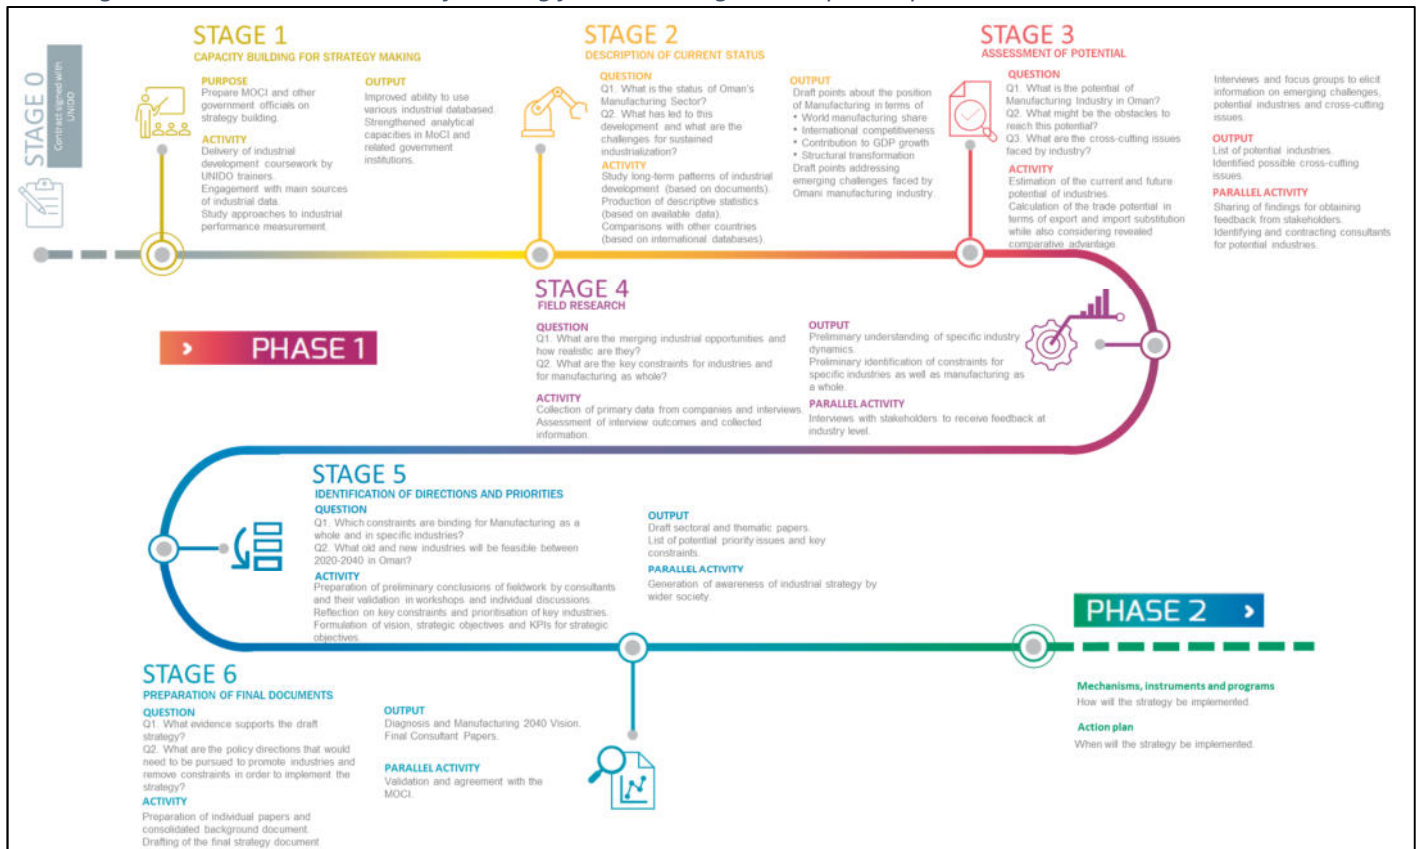 STAGE 0
Contract signed with
UNIDO
STAGE 1
CAPACITY BUILDING FOR STRATEGY MAKING
PURPOSE
Prepare MOCI and other
government officials on
strategy building.
ACTIVITY
Delivery of industrial
development coursework by
UNIDO trainers.
Engagement with main sources
of industrial data.
Study approaches to industrial
performance measurement.
OUTPUT
Improved ability to use
various industrial databased.
Strengthened analytical
capacities in MoCI and
related government
institutions.
STAGE 2
DESCRIPTION OF CURRENT STATUS
QUESTION
Q1. What is the status of Oman's
Manufacturing Sector?
Q2. What has led to this
development and what are the
challenges for sustained
industrialization?
ACTIVITY
Study long-term patterns of industrial
development (based on documents).
Production of descriptive statistics
(based on available data).
Comparisons with other countries
(based on international databases).
OUTPUT
Draft points about the position
of Manufacturing in terms of
• World manufacturing share
• International competitiveness
• Contribution to GDP growth
• Structural transformation
Draft points addressing
emerging challenges faced by
Omani manufacturing industry.
STAGE 3
ASSESSMENT OF POTENTIAL
QUESTION
Q1. What is the potential of
Manufacturing Industry in Oman?
Q2. What might be the obstacles to
reach this potential?
Q3. What are the cross-cutting issues
faced by industry?
ACTIVITY
Estimation of the current and future
potential of industries.
Calculation of the trade potential in
terms of export and import substitution
while also considering revealed
comparative advantage.
Interviews and focus groups to elicit
information on emerging challenges,
potential industries and cross-cutting
issues.
OUTPUT
List of potential industries.
Identified possible cross-cutting
issues.
PARALLEL ACTIVITY
Sharing of findings for obtaining
feedback from stakeholders.
Identifying and contracting consultants
for potential industries.
STAGE 4
FIELD RESEARCH
QUESTION
Q1. What are the merging industrial opportunities and
how realistic are they?
Q2. What are the key constraints for industries and
for manufacturing as whole?
ACTIVITY
Collection of primary data from companies and interviews.
Assessment of interview outcomes and collected
information.
OUTPUT
Preliminary understanding of specific industry
dynamics.
Preliminary identification of constraints for
specific industries as well as manufacturing as
a whole.
PARALLEL ACTIVITY
Interviews with stakeholders to receive feedback at
industry level.
PHASE 1
STAGE 5
IDENTIFICATION OF DIRECTIONS AND PRIORITIES
QUESTION
Q1. Which constraints are binding for Manufacturing as a
whole and in specific industries?
Q2. What old and new industries will be feasible between
2020-2040 in Oman?
ACTIVITY
Preparation of preliminary conclusions of fieldwork by consultants
and their validation in workshops and individual discussions.
Reflection on key constraints and prioritisation of key industries.
Formulation of vision, strategic objectives and KPIs for strategic
objectives.
OUTPUT
Draft sectoral and thematic papers.
List of potential priority issues and key
constraints.
PARALLEL ACTIVITY
Generation of awareness of industrial strategy by
wider society.
STAGE 6
PREPARATION OF FINAL DOCUMENTS
QUESTION
Q1. What evidence supports the draft
strategy?
Q2. What are the policy directions that would
need to be pursued to promote industries and
remove constraints in order to implement the
strategy?
ACTIVITY
Preparation of individual papers and
consolidated background document.
Drafting of the final strategy document
OUTPUT
Diagnosis and Manufacturing 2040 Vision.
Final Consultant Papers.
PARALLEL ACTIVITY
Validation and agreement with the
MOCI.
PHASE 2
Mechanisms, instruments and programs
How will the strategy be implemented.
Action plan
When will the strategy be implemented.